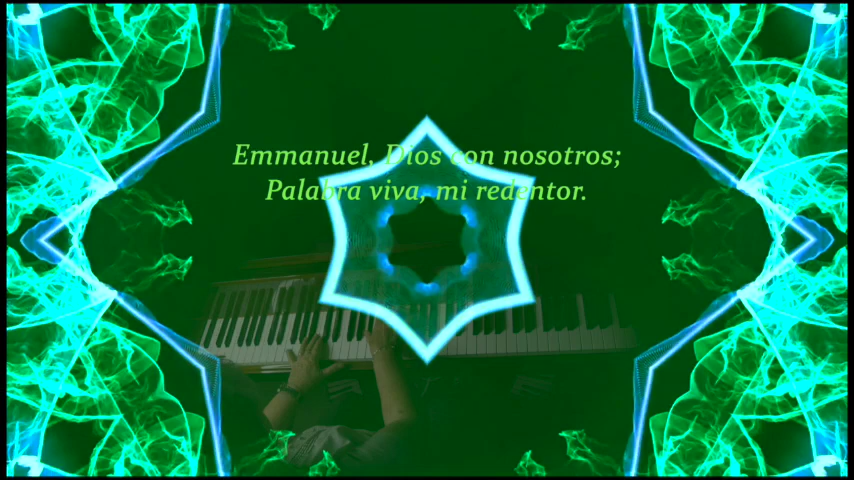 Emmanuel, Dios con nosotros;
Palabra viva, mi redentor.